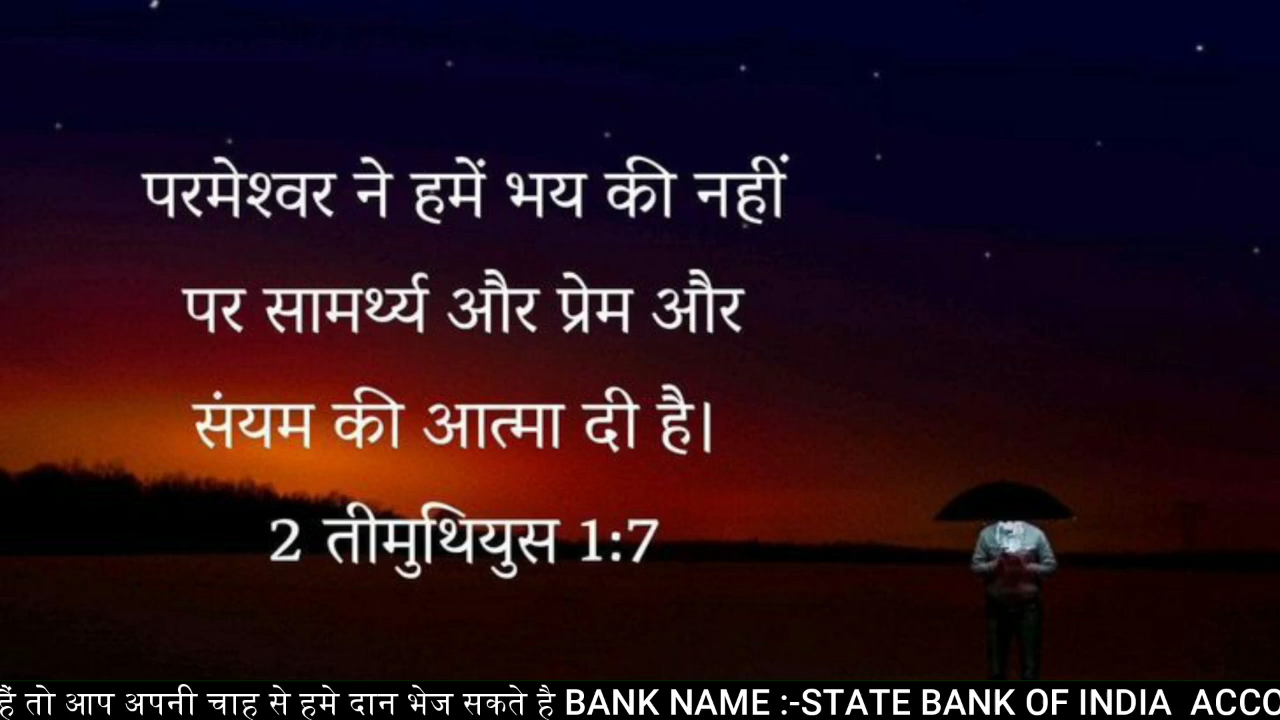 परमेश्वर ने हमें भय की नहीं
पर सामर्थ्य और प्रेम और
संयम की आत्मा दी है।
2 तीमुथियुस 1:7
हैं तो आप अपनी चाह से हमे दान भेज सकते है BANK NAME :-STATE BANK OF INDIA ACCO